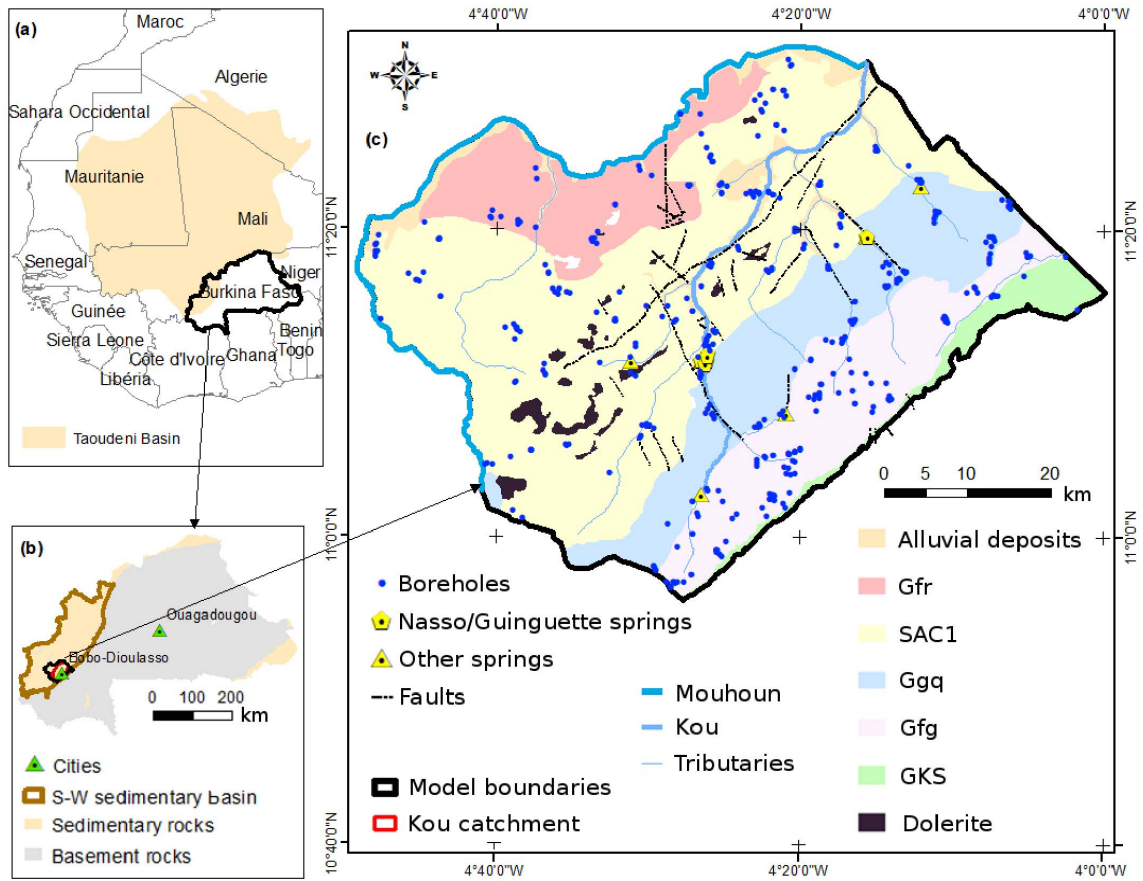 (a)
Maroc
Algerie
Sahara Occidental
Mauritanie
Mali
Senegal
Niger
Burkina Faso
Guinée
Benin
Sierra Leone
Togo
Côte d'Ivoire
Ghana
Libéria
Taoudeni Basin
(b)
Ouagadougou
Bobo-Dioulasso
0 100 200
km
Cities
S-W sedimentary Basin
Sedimentary rocks
Basement rocks
4°40'0"W 4°20'0"W 4°0'0"W
N
W E
S
(c)
11°20'0"N 11°20'0"N
11°0'0"N 11°0'0"N
10°40'0"N 10°40'0"N
0 5 10 20
km
Boreholes
Nasso/Guinguette springs
Other springs
Faults
Model boundaries
Kou catchment
Mouhoun
Kou
Tributaries
Alluvial deposits
Gfr
SAC1
Ggq
Gfg
GKS
Dolerite
4°40'0"W 4°20'0"W 4°0'0"W